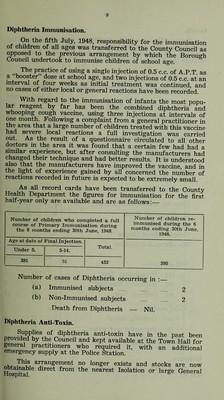 9
Diphtheria Immunisation.
On the fifth July, 1948, responsibility for the immunisation
of children of all ages was transferred to the County Council as
opposed to the previous arrangement by which the Borough
Council undertook to immunise children of school age.
The practice of using a single injection of 0.5 c.c. of A.P.T. as
a "booster" dose at school age, and two injections of 0.5 c.c. at an
interval of four weeks as initial treatment was continued, and
no cases of either local or general reactions have been recorded.
With regard to the immunisation of infants the most popu-
lar reagent by far has been the combined diphtheria and
whooping cough vaccine, using three injections at intervals of
one month. Following a complaint from a general practitioner in
the area that a large number of children treated with this vaccine
had severe local reactions a full investigation was carried
out. As the result of a questionnaire circulated to all other
doctors in the area it was found that a certain few had had a
similar experience, but after consulting the manufacturers had
changed their technique and had better results. It is understood
also that the manufacturers have improved the vaccine, and in
the light of experience gained by all concerned the number of
reactions recorded in future is expected to be extremely small.
As all record cards have been transferred to the County
Health Department the figures for immunisation for the first
half-year only are available and are as follows:—
Number of children who completed a full
course of Primary Immunisation during
the 6 months ending 30th June, 1948.
Number of children re-
immunised during the 6
months ending 30th June,
1948.
Age at date of Final Injection.
Total.
Under 5.
5-14.
381
51
432
390
Number of cases of Diphtheria occurring in :—
(a) Immunised subjects 2
(b) Non-Immunised subjects 2
Death from Diphtheria — Nil.
Diphtheria Anti-Toxin.
Supplies of diphtheria anti-toxin have in the past been
provided by the Council and kept available at the Town Hall for
general practitioners who required it, with an additional
emergency supply at the Police Station.
This arrangement no longer exists and stocks are now
obtainable direct from the nearest Isolation or large General
Hospital.